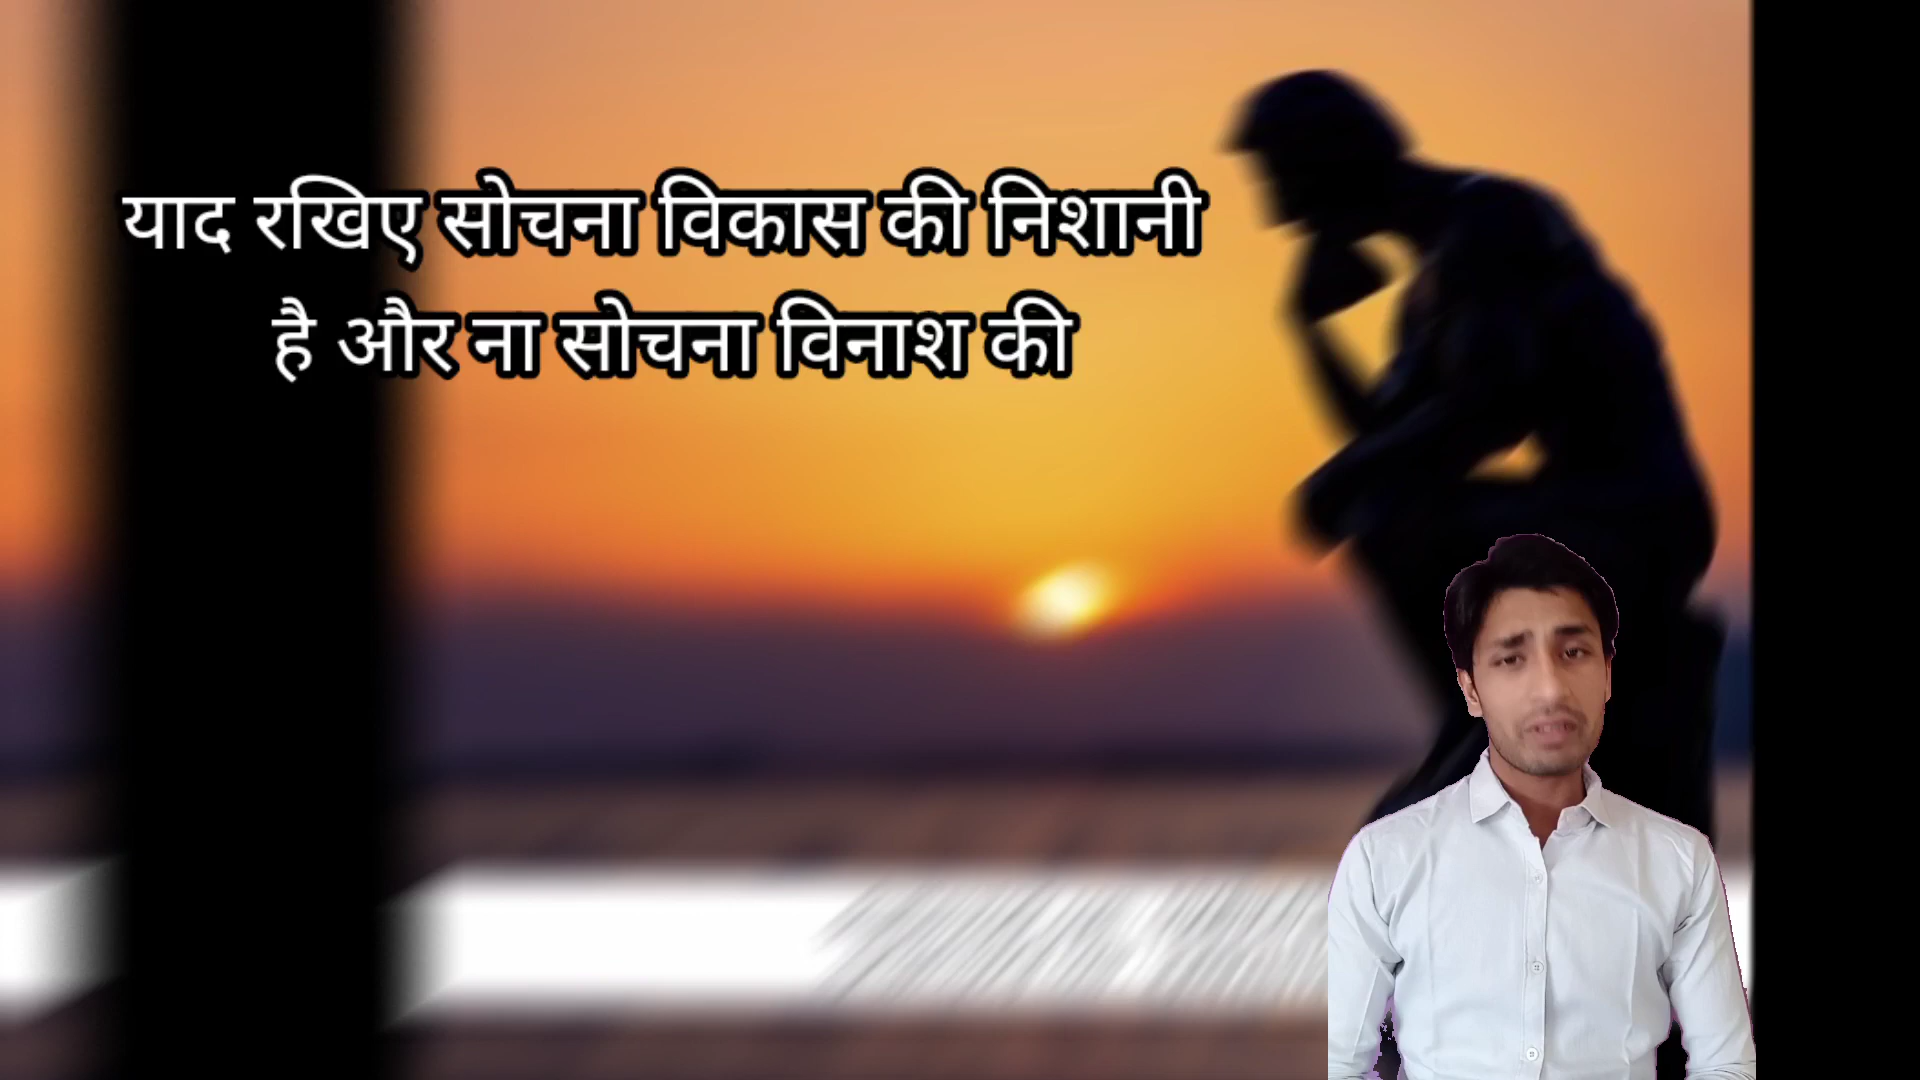 याद रखिए सोचना विकास की निशानी
है और ना सोचना विनाश की